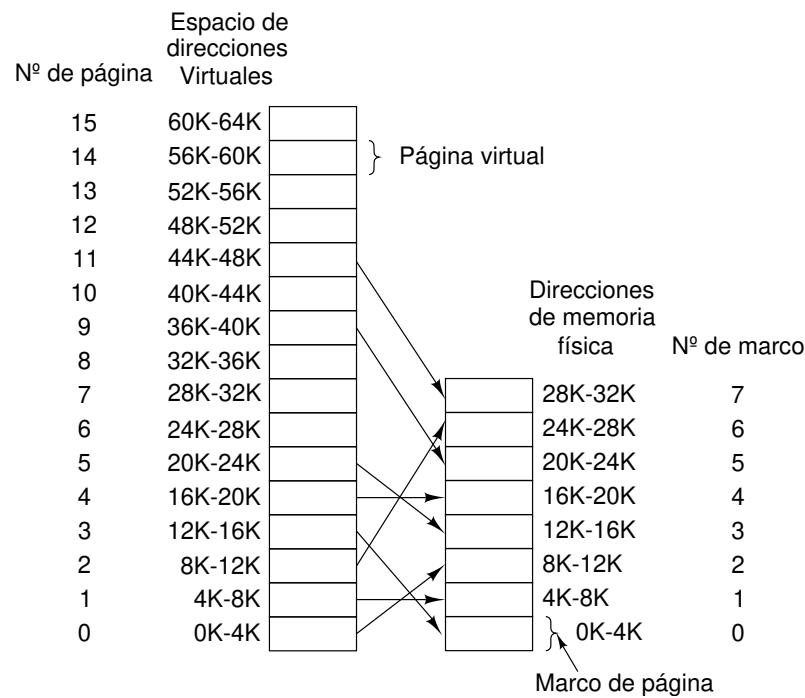 Espacio de
direcciones
Nº de página Virtuales
15 60K-64K
14 56K-60K Página virtual
13 52K-56K
12 48K-52K
11 44K-48K
10 40K-44K
Direcciones
9 36K-40K de memoria
8 32K-36K física Nº de marco
7 28K-32K 28K-32K 7
6 24K-28K 24K-28K 6
5 20K-24K 20K-24K 5
4 16K-20K 16K-20K 4
3 12K-16K 12K-16K 3
2 8K-12K 8K-12K 2
1 4K-8K 4K-8K 1
0 0K-4K 0K-4K 0
Marco de página